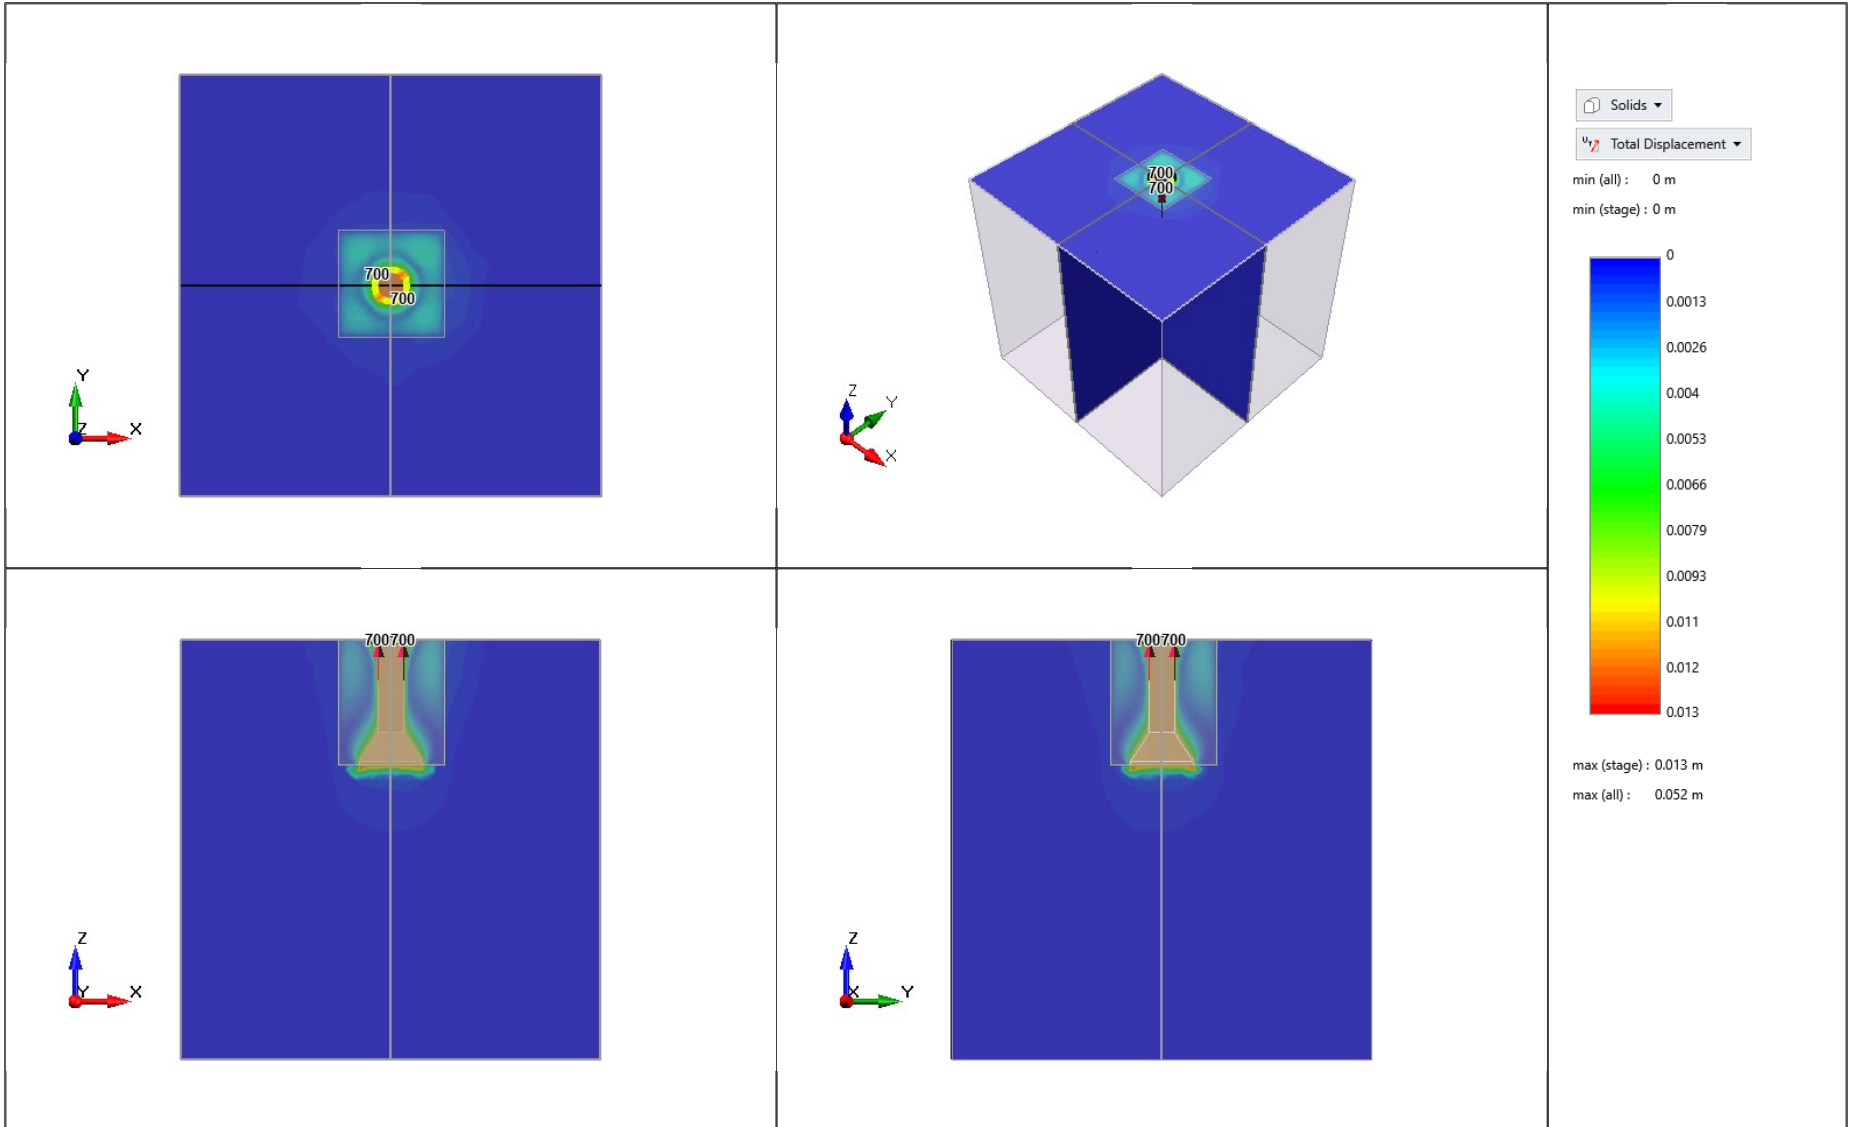 700
700
Y
Z
X
700
700
Z
Y
X
700700
Z
Y
X
700700
Z
X
Y
Solids
Total Displacement
min (all) : 0 m
min (stage) : 0 m
0
0.0013
0.0026
0.004
0.0053
0.0066
0.0079
0.0093
0.011
0.012
0.013
max (stage) : 0.013 m
max (all) : 0.052 m